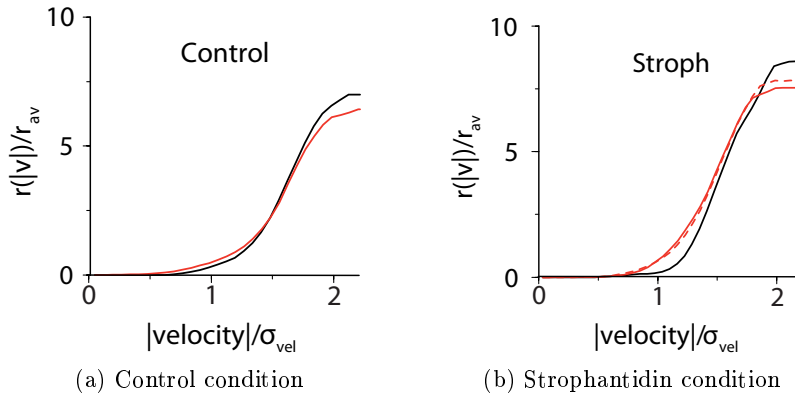 Control
10
5
0
r(|v|)/r_av
0
1
2
|velocity|/σ_vel
(a) Control condition
Stroph
10
5
0
r(|v|)/r_av
0
1
2
|velocity|/σ_vel
(b) Strophantidin condition